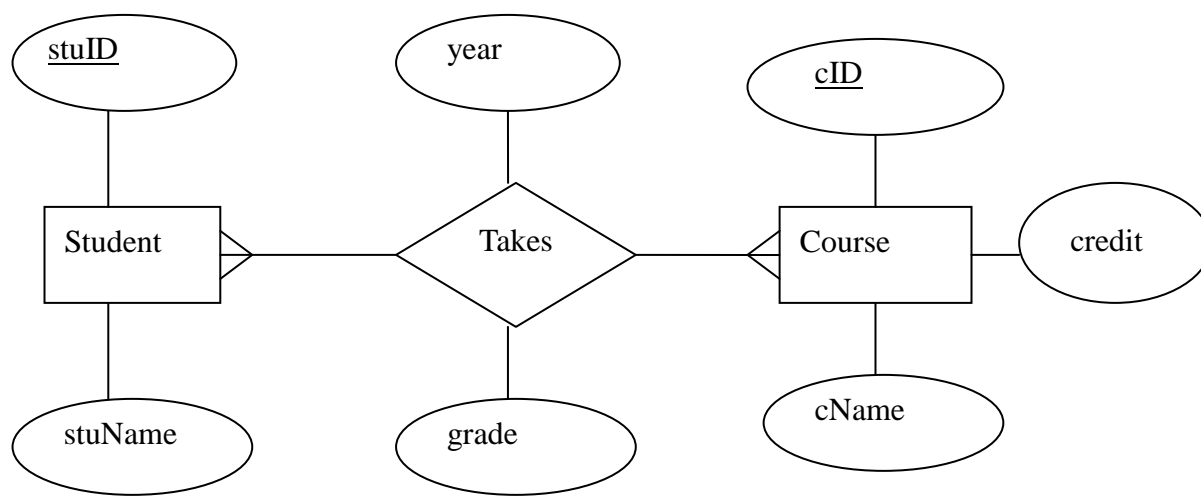 stuID
year
cID
Student
Takes
Course
credit
stuName
grade
cName